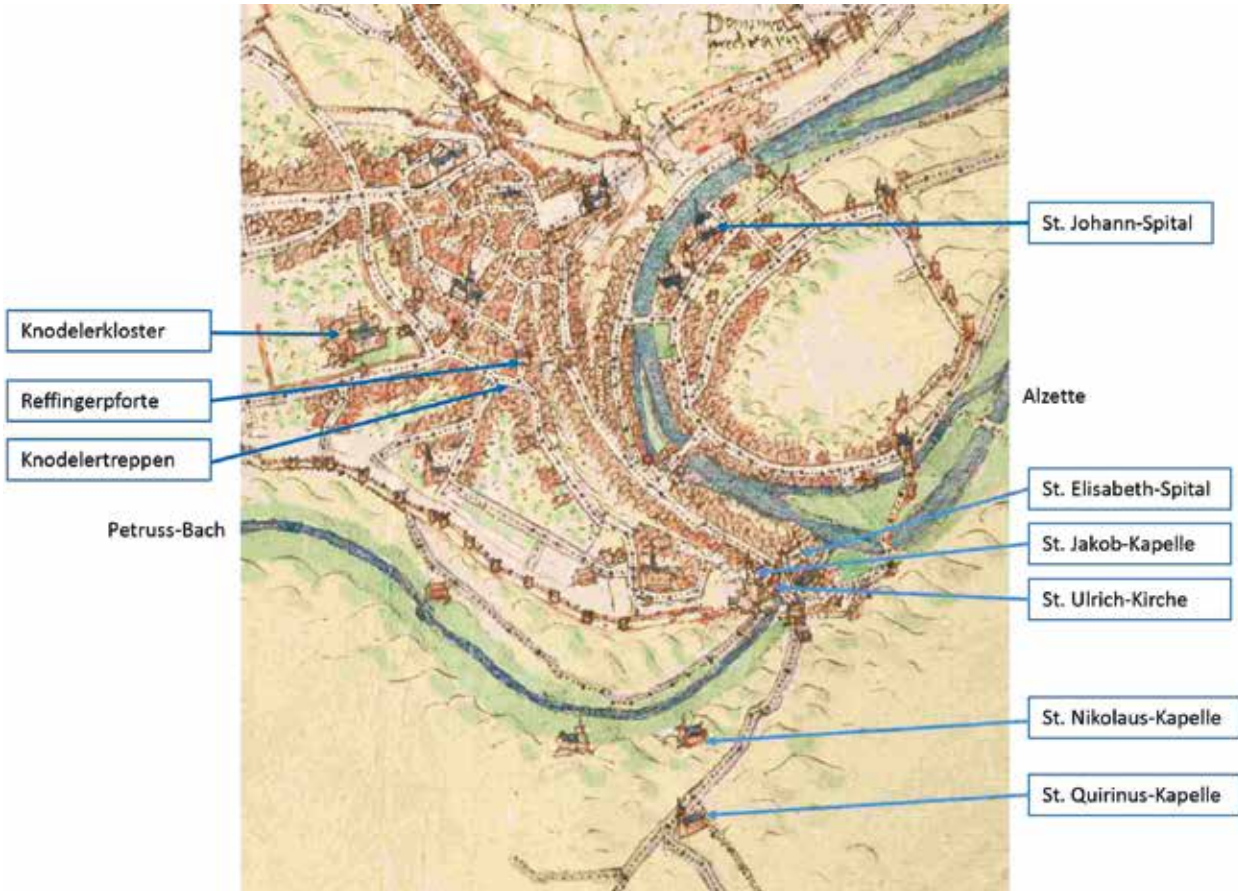 St. Johann-Spital
Knodelerkloster
Reffingerpforte
Alzette
Knodelertreppen
St. Elisabeth-Spital
Petruss-Bach
St. Jakob-Kapelle
St. Ulrich-Kirche
St. Nikolaus-Kapelle
St. Quirinus-Kapelle